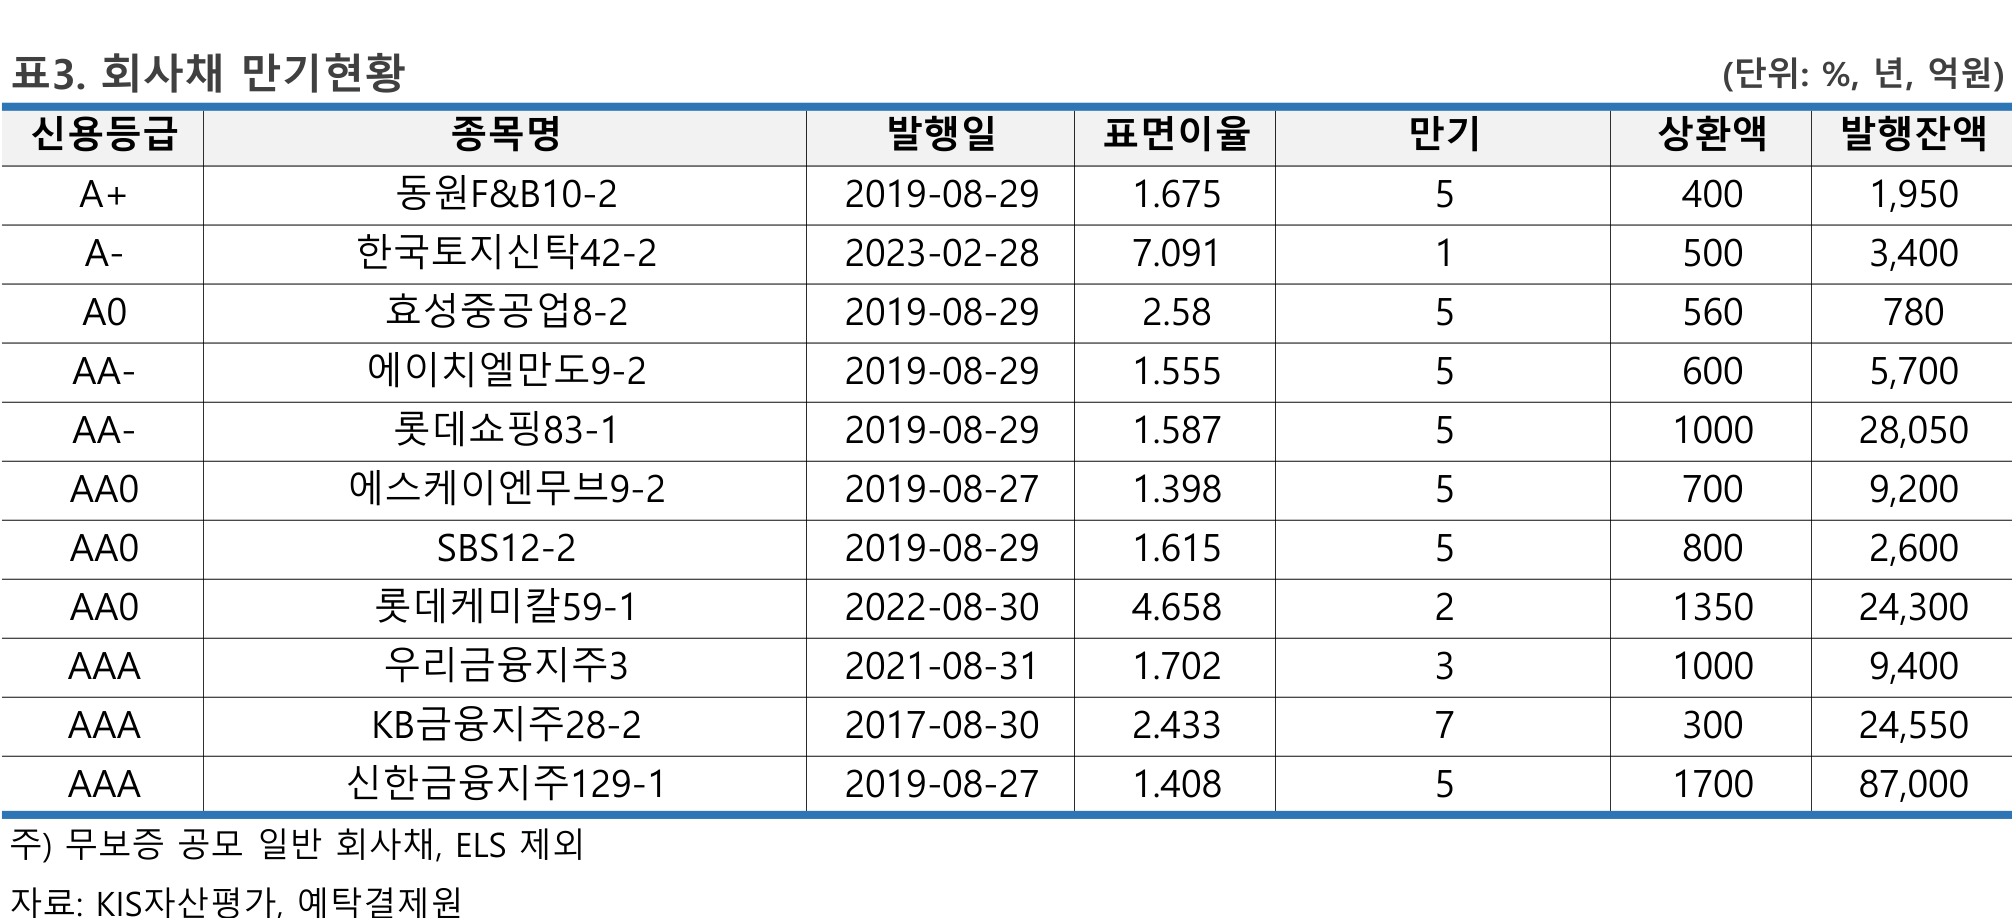 표3. 회사채 만기현황 (단위: %, 년, 억원)
신용등급 종목명 발행일 표면이율 만기 상환액 발행잔액
A+ 동원F&B10-2 2019-08-29 1.675 5 400 1,950
A- 한국토지신탁42-2 2023-02-28 7.091 1 500 3,400
A0 효성중공업8-2 2019-08-29 2.58 5 560 780
AA- 에이치엘만도9-2 2019-08-29 1.555 5 600 5,700
AA- 롯데쇼핑83-1 2019-08-29 1.587 5 1000 28,050
AA0 에스케이엔무브9-2 2019-08-27 1.398 5 700 9,200
AA0 SBS12-2 2019-08-29 1.615 5 800 2,600
AA0 롯데케미칼59-1 2022-08-30 4.658 2 1350 24,300
AAA 우리금융지주3 2021-08-31 1.702 3 1000 9,400
AAA KB금융지주28-2 2017-08-30 2.433 7 300 24,550
AAA 신한금융지주129-1 2019-08-27 1.408 5 1700 87,000
주) 무보증 공모 일반 회사채, ELS 제외
자료: KIS자산평가, 예탁결제원